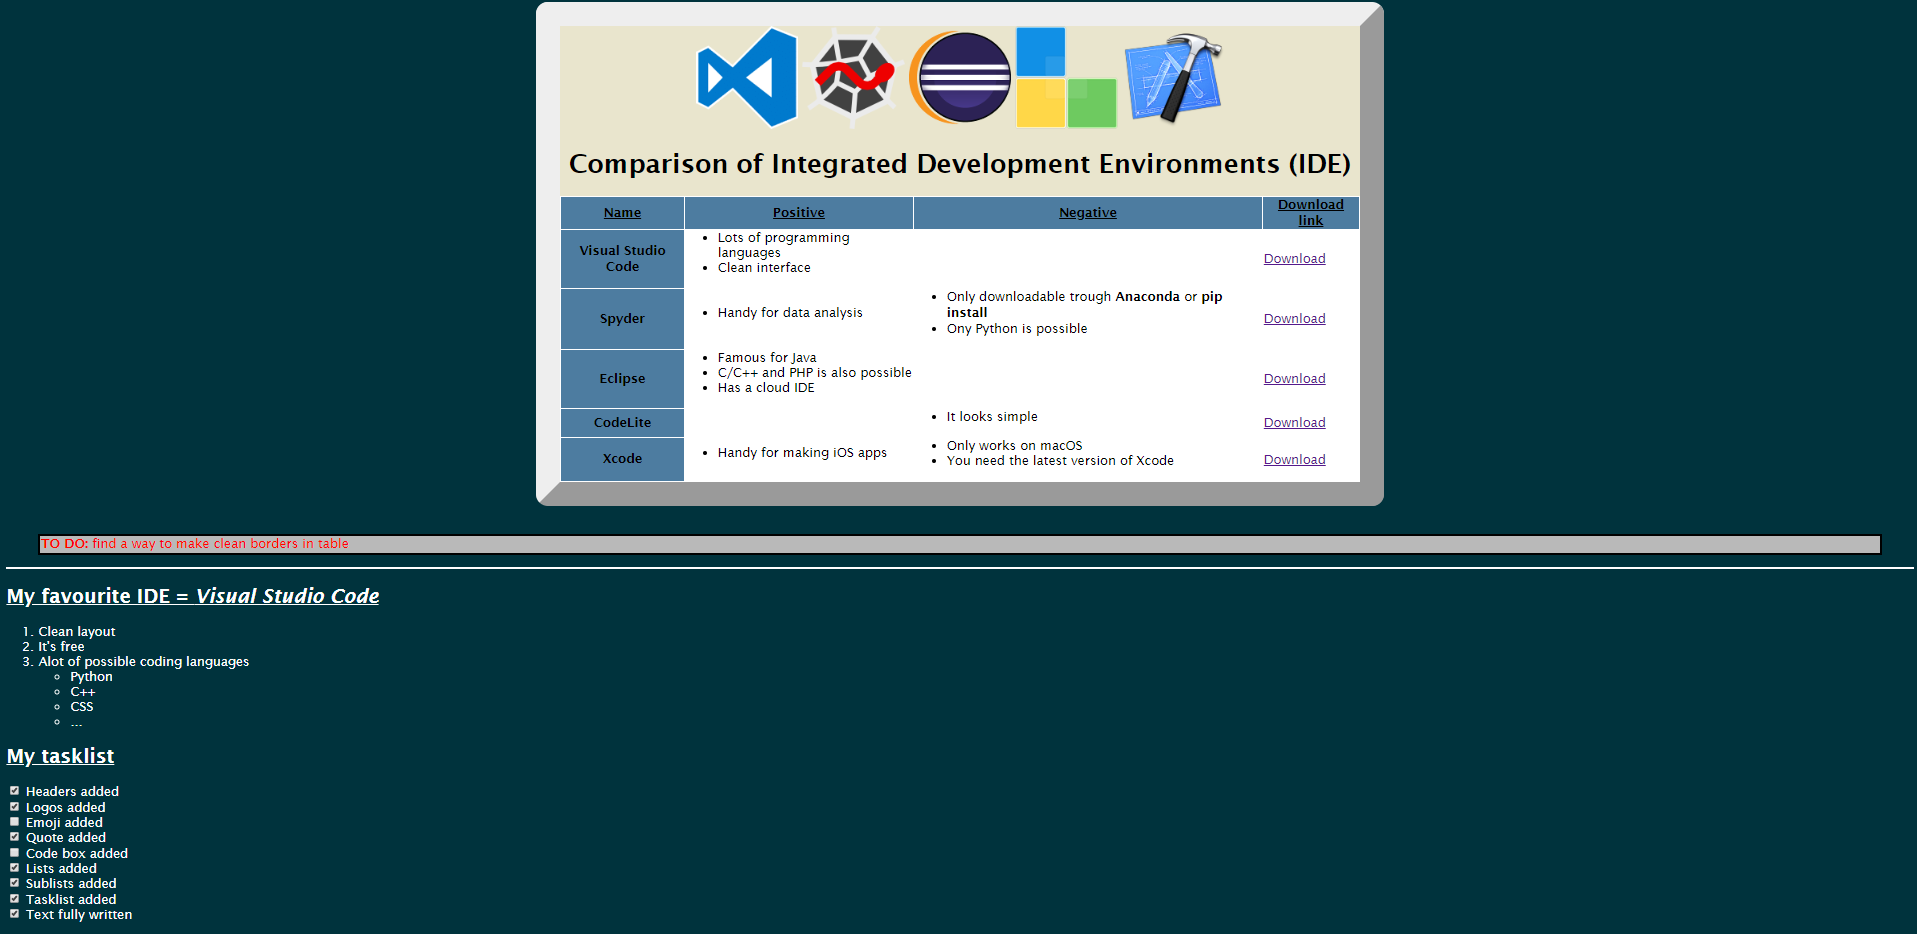 Comparison of Integrated Development Environments (IDE)
Name Positive Negative Download
link
Visual Studio
Code
Lots of programming
languages
Clean interface
Download
Spyder
Handy for data analysis
Only downloadable trough Anaconda or pip
install
Ony Python is possible
Download
Eclipse
Famous for Java
C/C++ and PHP is also possible
Has a cloud IDE
Download
CodeLite
It looks simple
Download
Xcode
Handy for making iOS apps
Only works on macOS
You need the latest version of Xcode
Download
TO DO: find a way to make clean borders in table
My favourite IDE = Visual Studio Code
1. Clean layout
2. It's free
3. Alot of possible coding languages
Python
C++
CSS
...
My tasklist
Headers added
Logos added
Emoji added
Quote added
Code box added
Lists added
Sublists added
Tasklist added
Text fully written